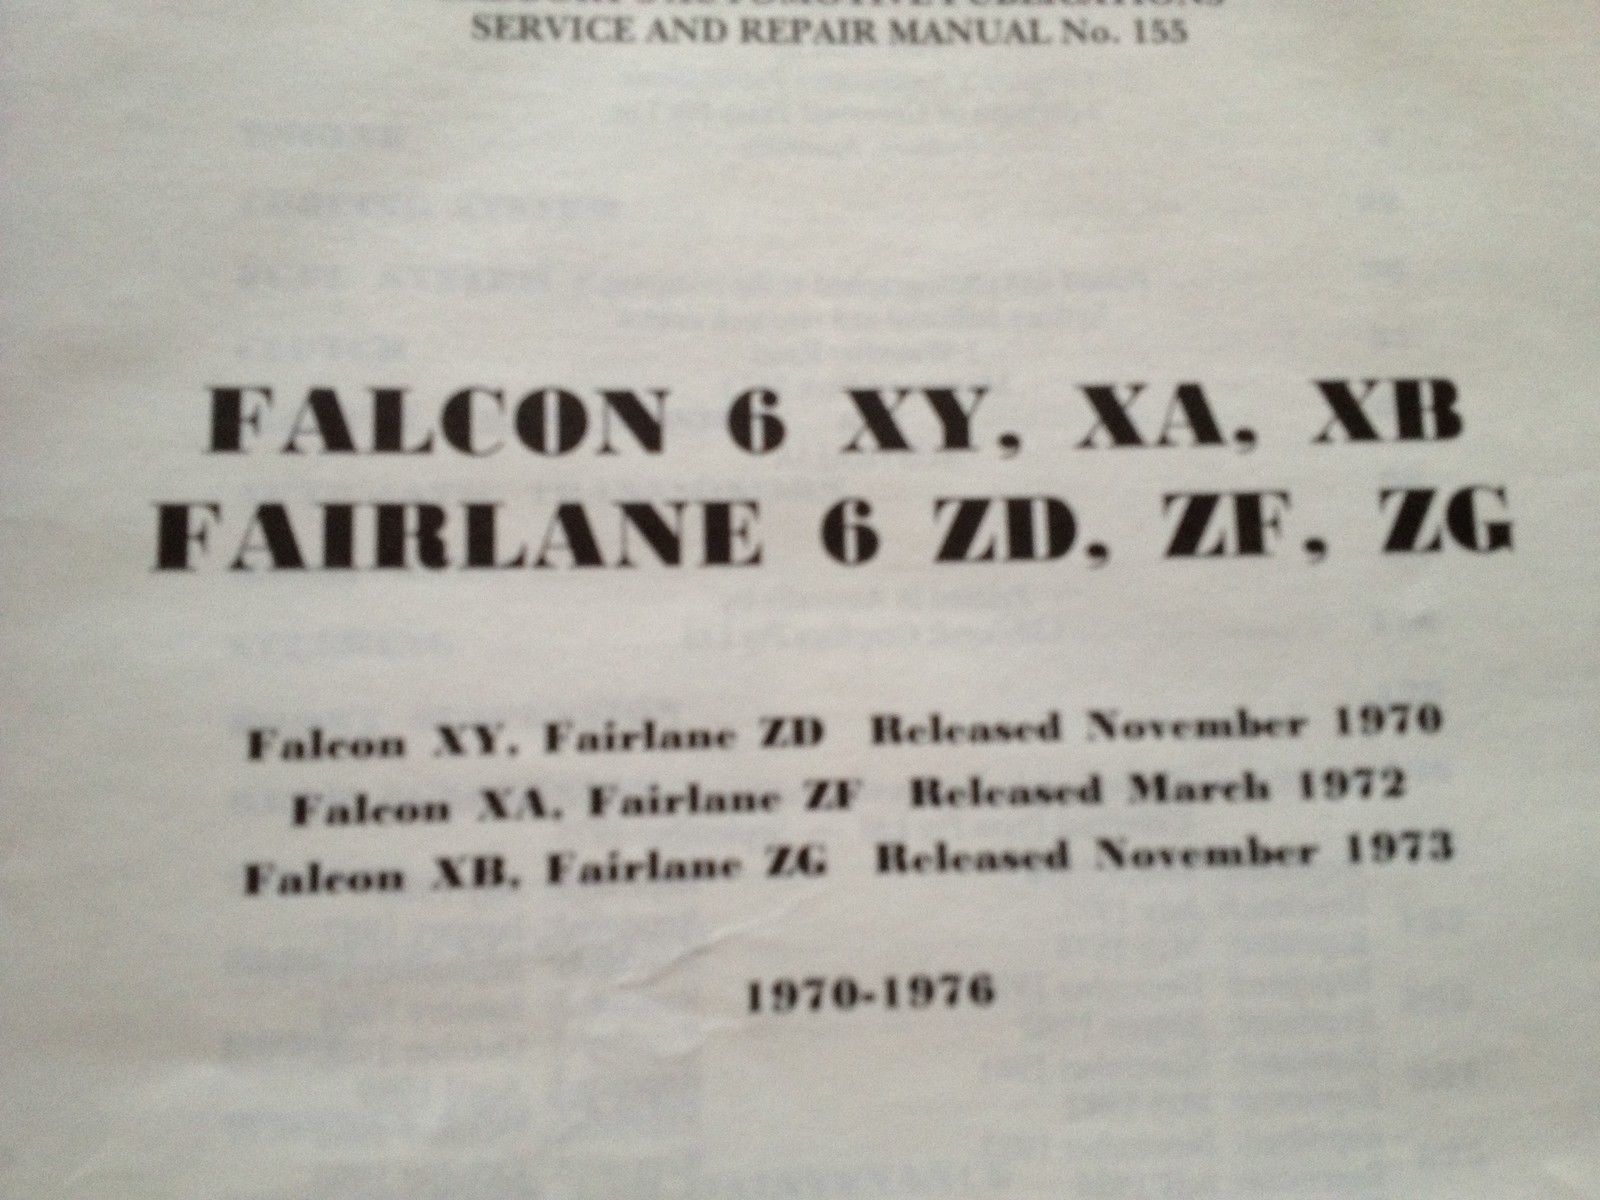 AUTOMOTIVE PUBLICATIONS
SERVICE AND REPAIR MANUAL No. 155
FALCON 6 XY, XA, XB
FAIRLANE 6 ZD, ZF, ZG
Falcon XY, Fairlane ZD Released November 1970
Falcon XA, Fairlane ZF Released March 1972
Falcon XB, Fairlane ZG Released November 1973
1970-1976